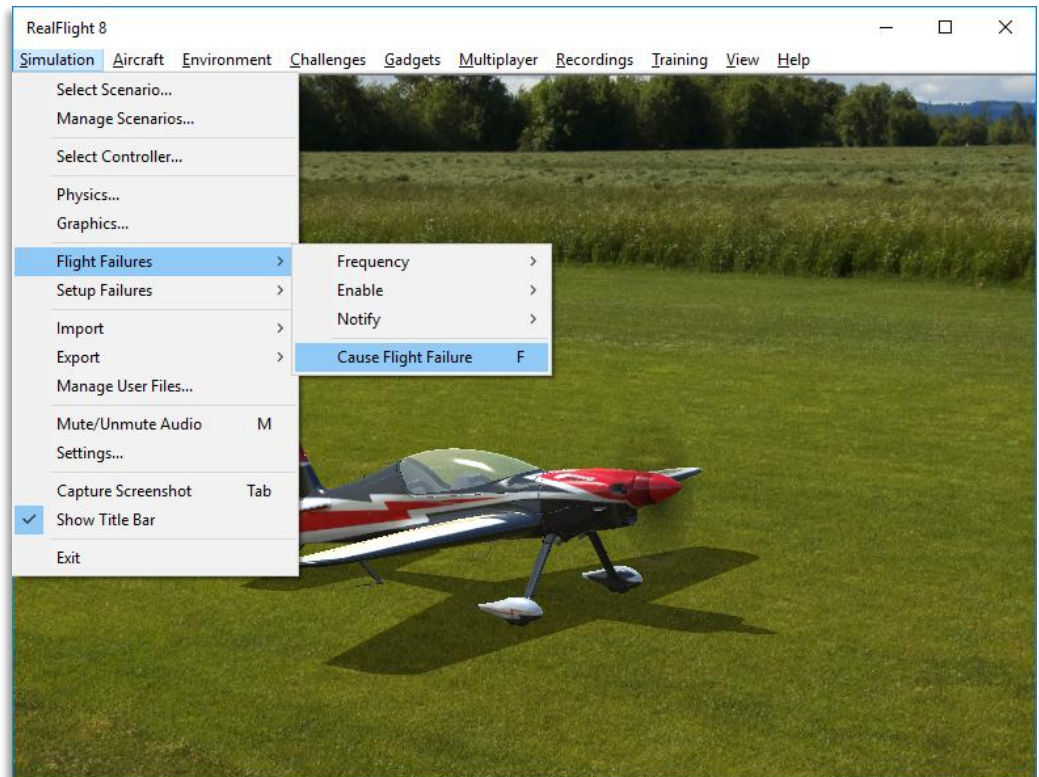 RealFlight 8
Simulation Aircraft Environment Challenges Gadgets Multiplayer Recordings Training View Help
Select Scenario...
Manage Scenarios...
Select Controller...
Physics...
Graphics...
Flight Failures
Setup Failures
Import
Export
Manage User Files...
Mute/Unmute Audio M
Settings...
Capture Screenshot Tab
Show Title Bar
Exit
Frequency
Enable
Notify
Cause Flight Failure F